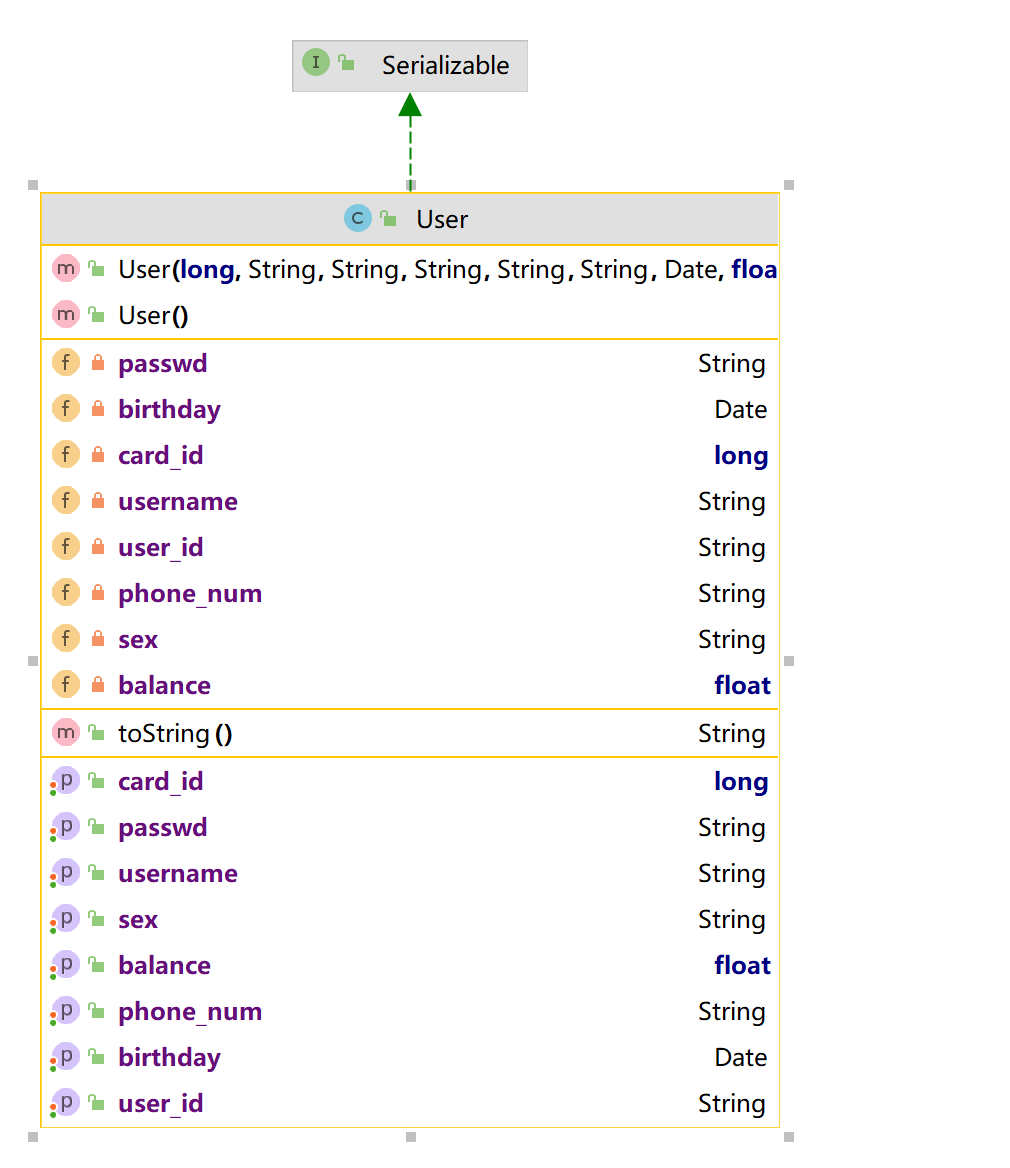 I Serializable
C User
m User(long, String, String, String, String, String, Date, floa
m User()
f passwd String
f birthday Date
f card_id long
f username String
f user_id String
f phone_num String
f sex String
f balance float
m toString() String
p card_id long
p passwd String
p username String
p sex String
p balance float
p phone_num String
p birthday Date
p user_id String